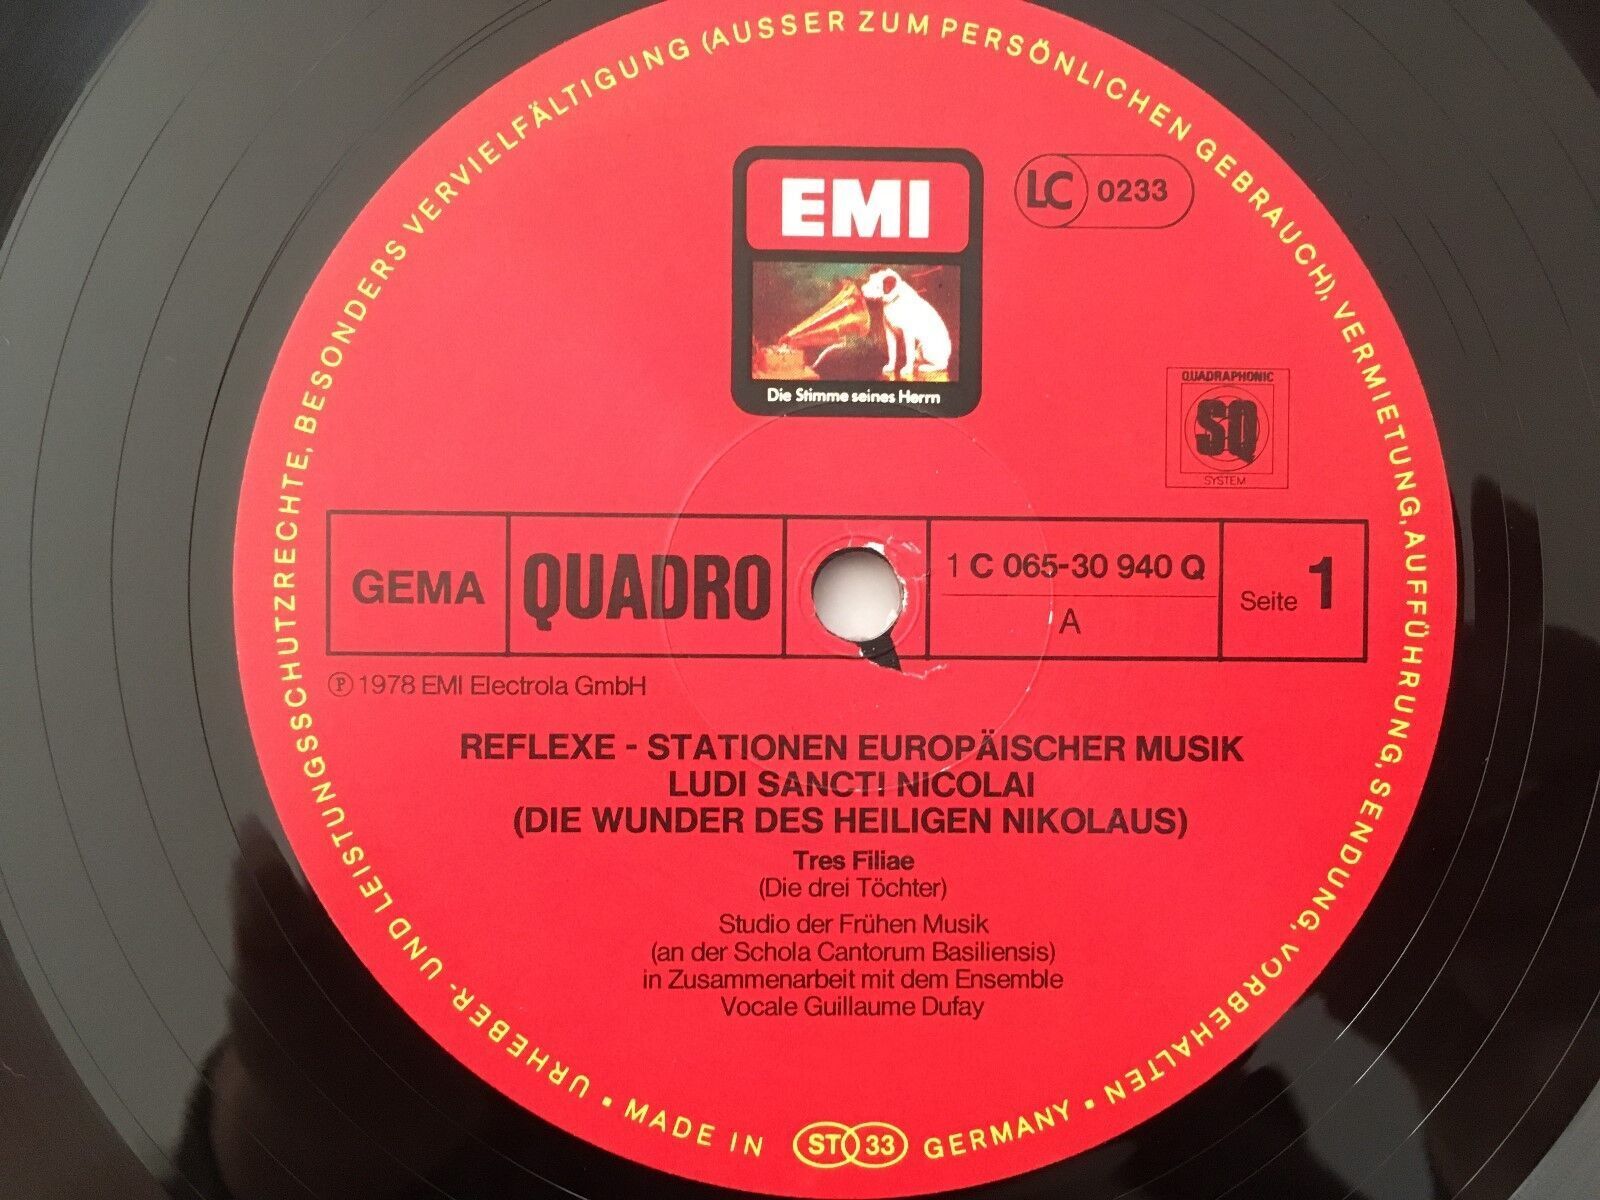 URHEBER- UND LEISTUNGSSCHUTZRECHTE, BESONDERS VERVIELFÄLTIGUNG (AUSSER ZUM PERSÖNLICHEN GEBRAUCH), VERMIETUNG, AUFFÜHRUNG, SENDUNG, VORBEHALTEN
EMI
Die Stimme seines Herrn
LC 0233
QUADRAPHONIC
SQ
SYSTEM
GEMA
QUADRO
1 C 065-30 940 Q
A
Seite 1
Ⓟ 1978 EMI Electrola GmbH
REFLEXE - STATIONEN EUROPÄISCHER MUSIK
LUDI SANCTI NICOLAI
(DIE WUNDER DES HEILIGEN NIKOLAUS)
Tres Filiae
(Die drei Töchter)
Studio der Frühen Musik
(an der Schola Cantorum Basiliensis)
in Zusammenarbeit mit dem Ensemble
Vocale Guillaume Dufay
• MADE IN ST 33 GERMANY •